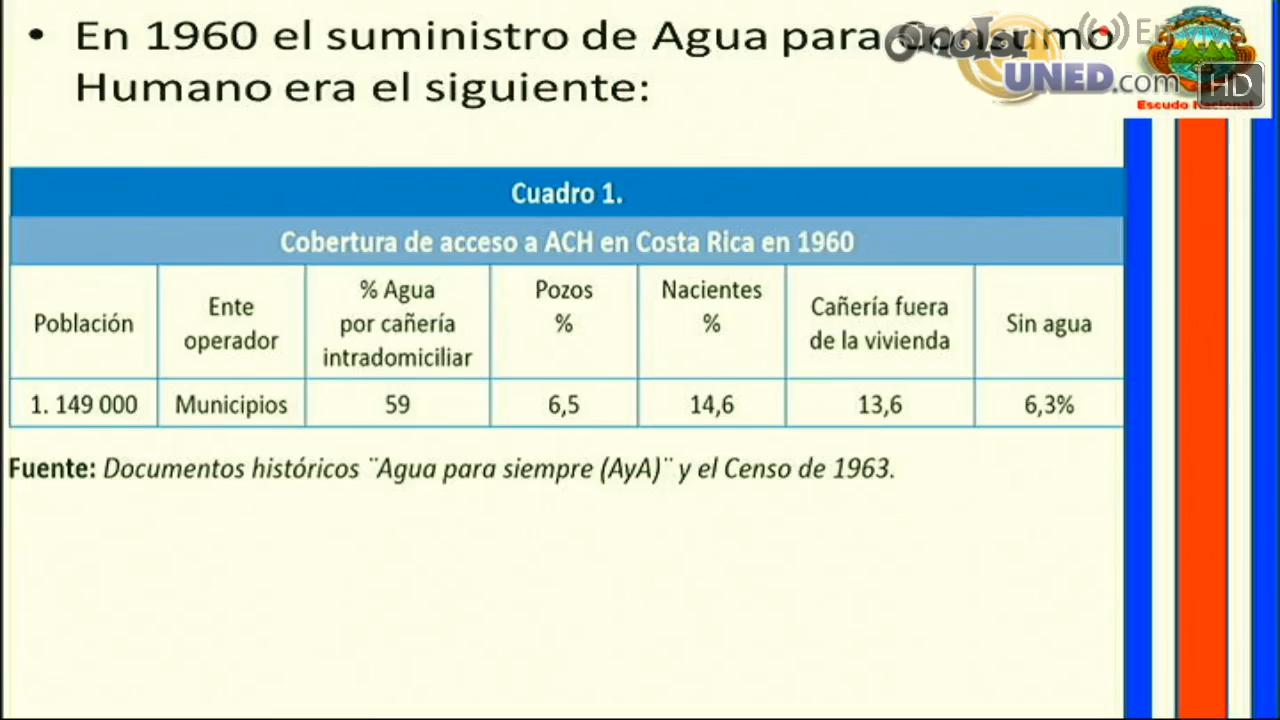 • En 1960 el suministro de Agua para Consumo
Humano era el siguiente:
Onda
UNED.com
En vivo
HD
Escudo Nacional
Cuadro 1.
Cobertura de acceso a ACH en Costa Rica en 1960
Población
Ente
operador
% Agua
por cañería
intradomiciliar
Pozos
%
Nacientes
%
Cañería fuera
de la vivienda
Sin agua
1. 149 000
Municipios
59
6,5
14,6
13,6
6,3%
Fuente: Documentos históricos ¨Agua para siempre (AyA)¨ y el Censo de 1963.